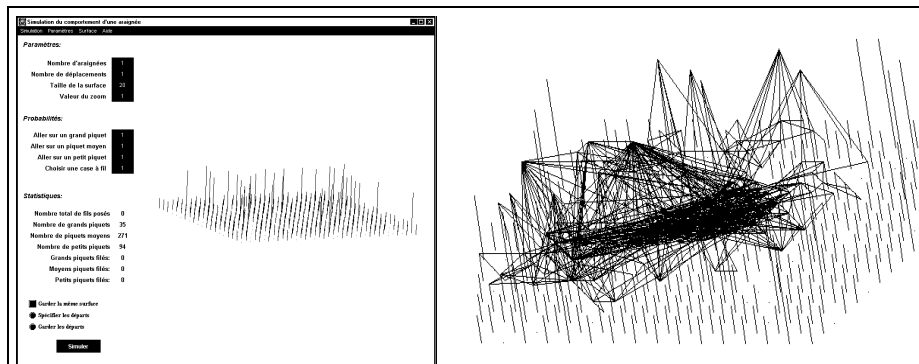 Simulation du comportement d'une araignée
Simulation Paramètres Surface Aide
Paramètres:
Nombre d'araignées 1
Nombre de déplacements 1
Taille de la surface 20
Valeur du zoom 1
Probabilités:
Aller sur un grand piquet 1
Aller sur un piquet moyen 1
Aller sur un petit piquet 1
Choisir une case à fil 1
Statistiques:
Nombre total de fils posés 0
Nombre de grands piquets 35
Nombre de piquets moyens 271
Nombre de petits piquets 94
Grands piquets filés: 0
Moyens piquets filés: 0
Petits piquets filés: 0
Garder la même surface
Spécifier les départs
Garder les départs
Simuler